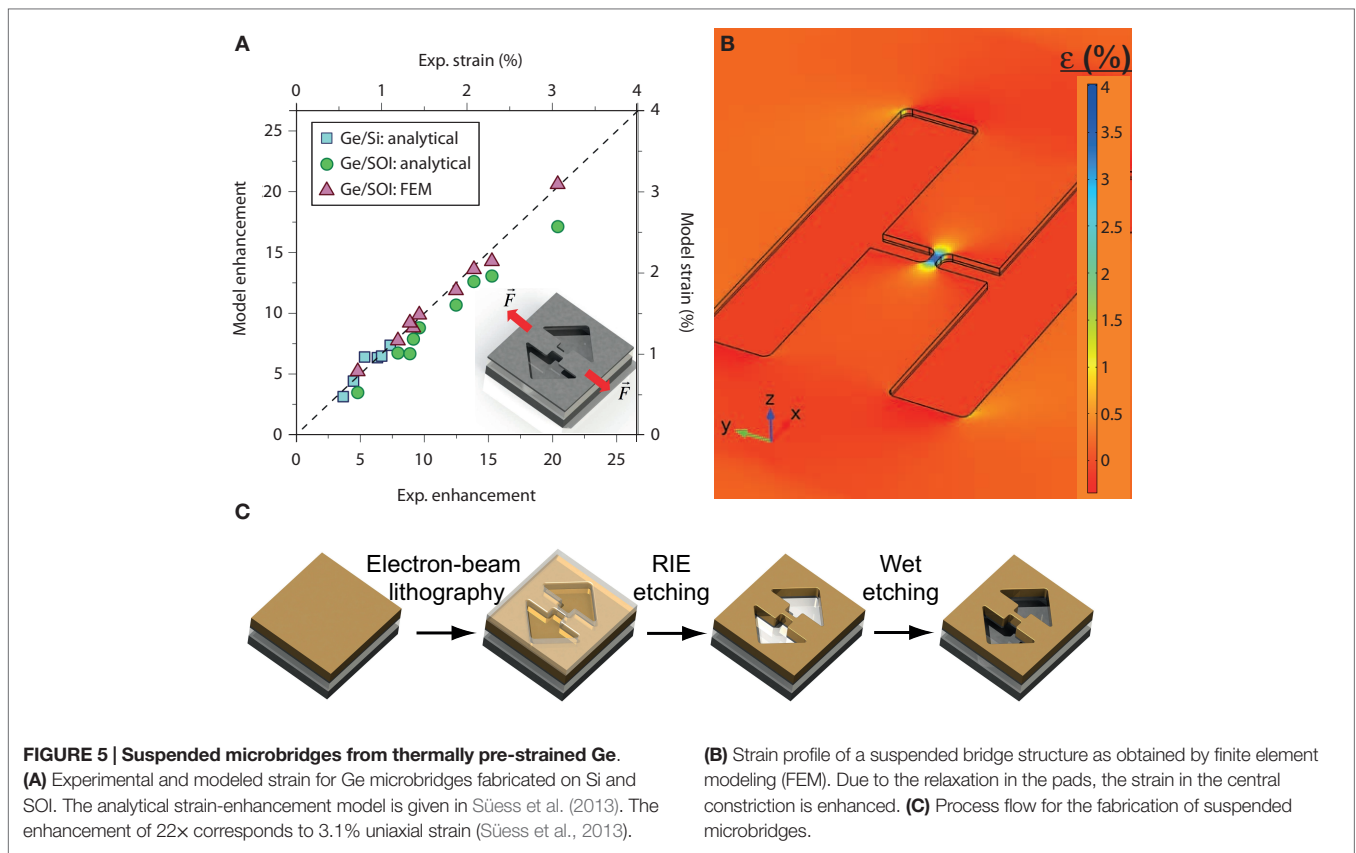 A
Exp. strain (%)
0 1 2 3 4
Ge/Si: analytical
Ge/SOI: analytical
Ge/SOI: FEM
Model enhancement
25
20
15
10
5
0
Model strain (%)
4
3
2
1
0
F
F
0 5 10 15 20 25
Exp. enhancement
B
ε (%)
4
3.5
3
2.5
2
1.5
1
0.5
0
z
x
y
C
Electron-beam
lithography
RIE
etching
Wet
etching
FIGURE 5 | Suspended microbridges from thermally pre-strained Ge.
(A) Experimental and modeled strain for Ge microbridges fabricated on Si and
SOI. The analytical strain-enhancement model is given in Süess et al. (2013). The
enhancement of 22× corresponds to 3.1% uniaxial strain (Süess et al., 2013).
(B) Strain profile of a suspended bridge structure as obtained by finite element
modeling (FEM). Due to the relaxation in the pads, the strain in the central
constriction is enhanced. (C) Process flow for the fabrication of suspended
microbridges.